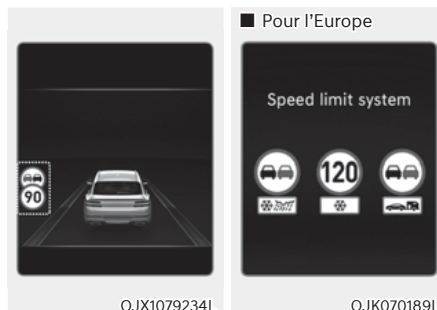 ■ Pour l'Europe
90
OJX1079234L
Speed limit system
120
OJK070189L